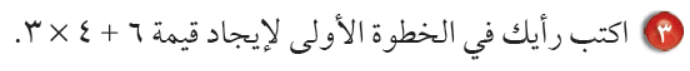 ٣ اكتب رأيك في الخطوة الأولى لإيجاد قيمة ٦ + ٤ × ٣.